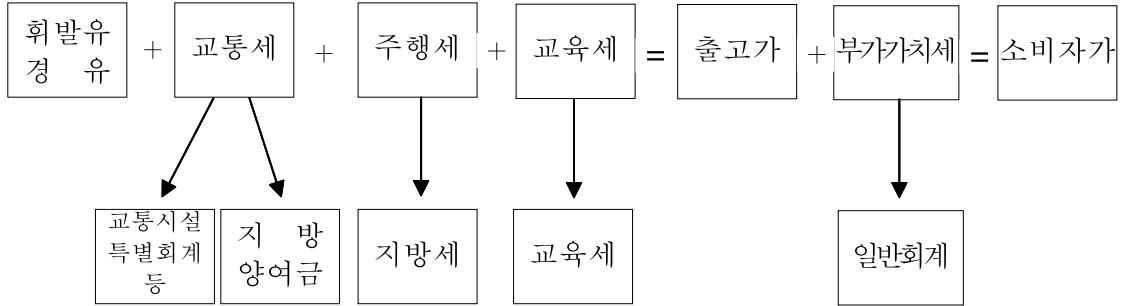 휘발유
경 유
+
교통세
+
주행세
+
교육세
=
출고가
+
부가가치세
=
소비자가
교통시설
특별회계
등
지 방
양여금
지방세
교육세
일반회계